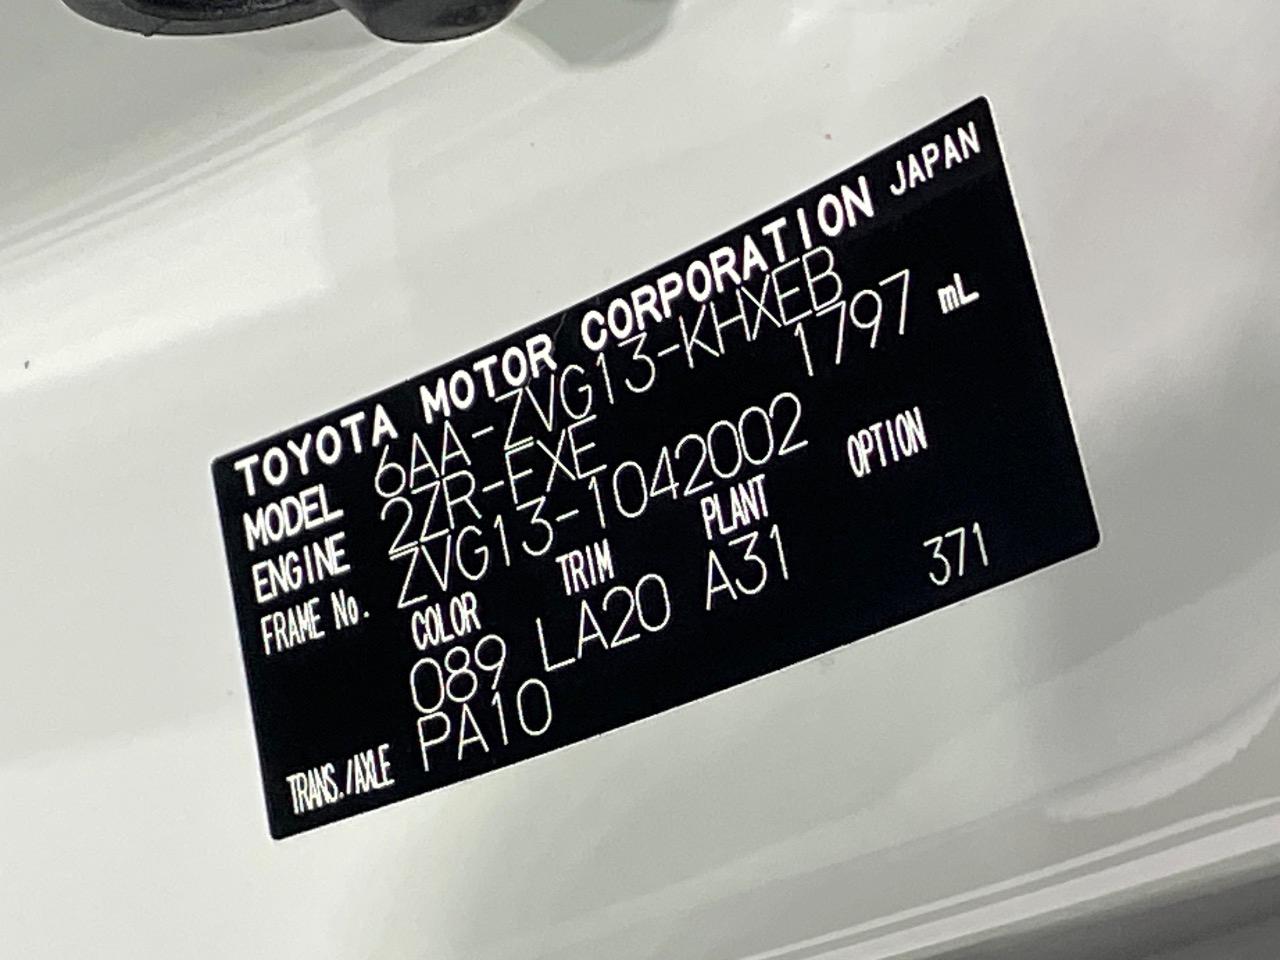 TOYOTA MOTOR CORPORATION JAPAN
MODEL 6AA-ZVG13-KHXEB
ENGINE 2ZR-FXE 1797 mL
FRAME No. ZVG13-1042002
COLOR TRIM PLANT OPTION
089 LA20 A31 371
TRANS./AXLE PA10